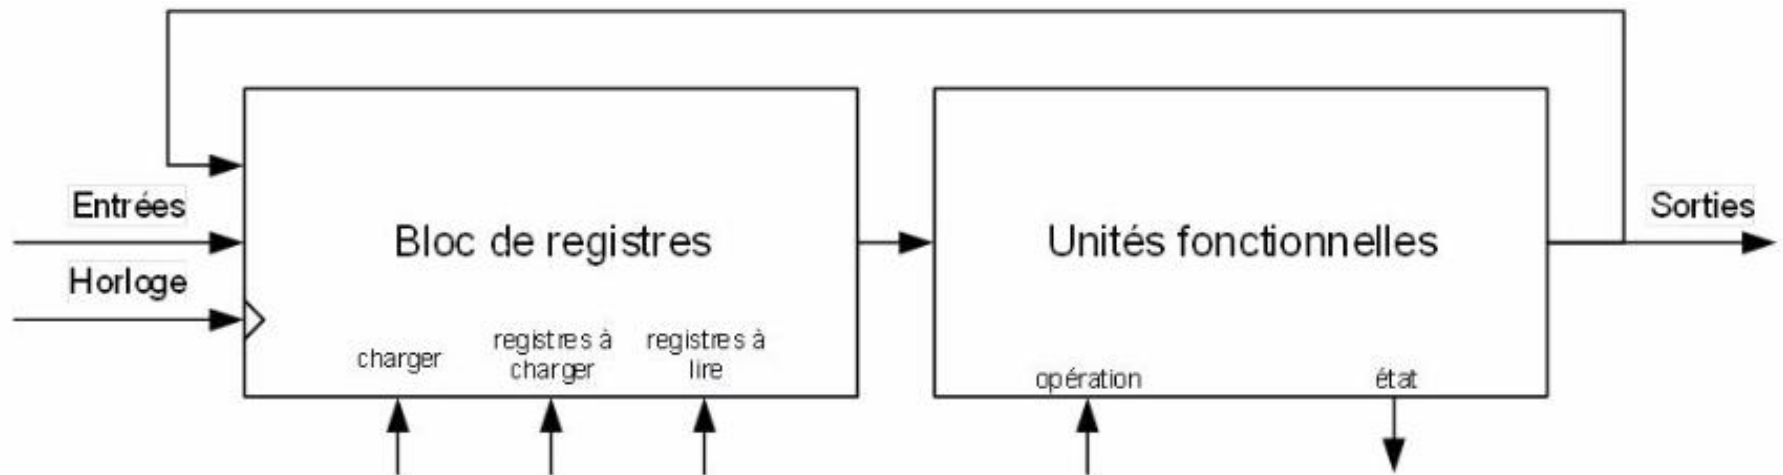 Entrées
Horloge
Bloc de registres
charger
registres à
charger
registres à
lire
Unités fonctionnelles
opération
état
Sorties